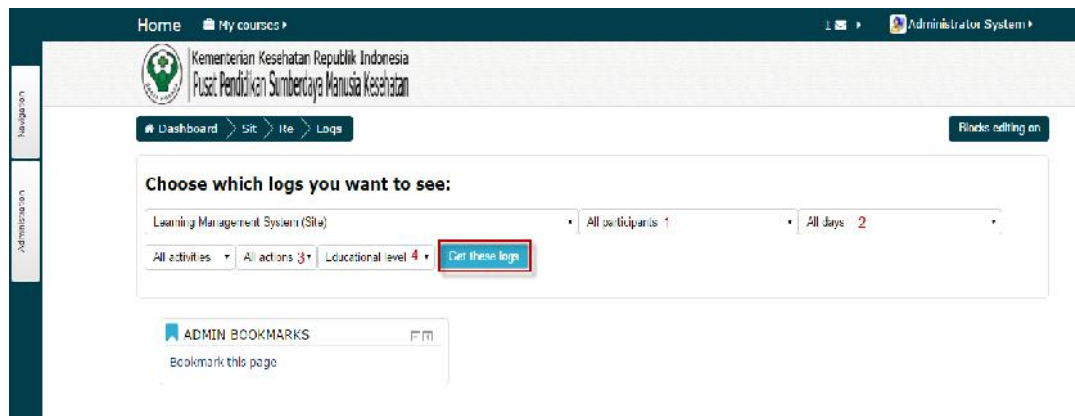 Home My courses 1 Administrator System
Kementerian Kesehatan Republik Indonesia
Pusat Pendidikan Sumberdaya Manusia Kesehatan
Navigation
Dashboard Sit Re Logs Blocks editing on
Administration
Choose which logs you want to see:
Learning Management System (Site) All participants 1 All days 2
All activities All actions 3 Educational level 4 Get these logs
ADMIN BOOKMARKS
Bookmark this page